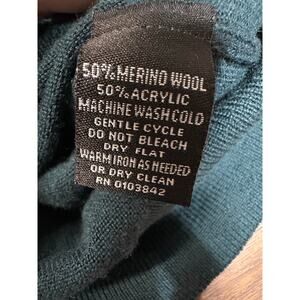 50% MERINO WOOL
50% ACRYLIC
MACHINE WASH COLD
GENTLE CYCLE
DO NOT BLEACH
DRY FLAT
WARM IRON AS NEEDED
OR DRY CLEAN
RN 0103842